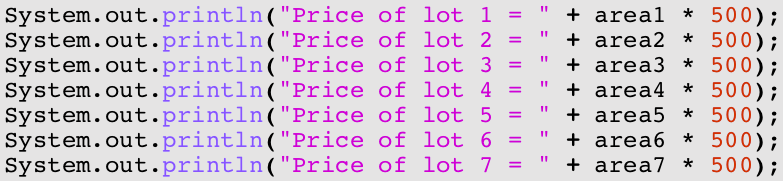 System.out.println("Price of lot 1 = " + area1 * 500);
System.out.println("Price of lot 2 = " + area2 * 500);
System.out.println("Price of lot 3 = " + area3 * 500);
System.out.println("Price of lot 4 = " + area4 * 500);
System.out.println("Price of lot 5 = " + area5 * 500);
System.out.println("Price of lot 6 = " + area6 * 500);
System.out.println("Price of lot 7 = " + area7 * 500);